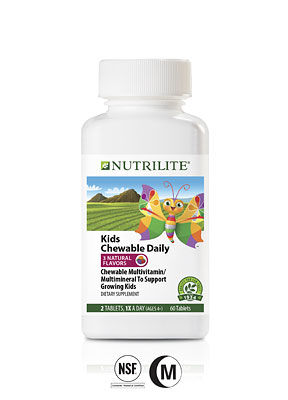 NUTRILITE
Kids
Chewable Daily
3 NATURAL
FLAVORS
Chewable Multivitamin/
Multimineral To Support
Growing Kids
DIETARY SUPPLEMENT
2 TABLETS, 1X A DAY (AGES 4+) 60 Tablets
NSF
M